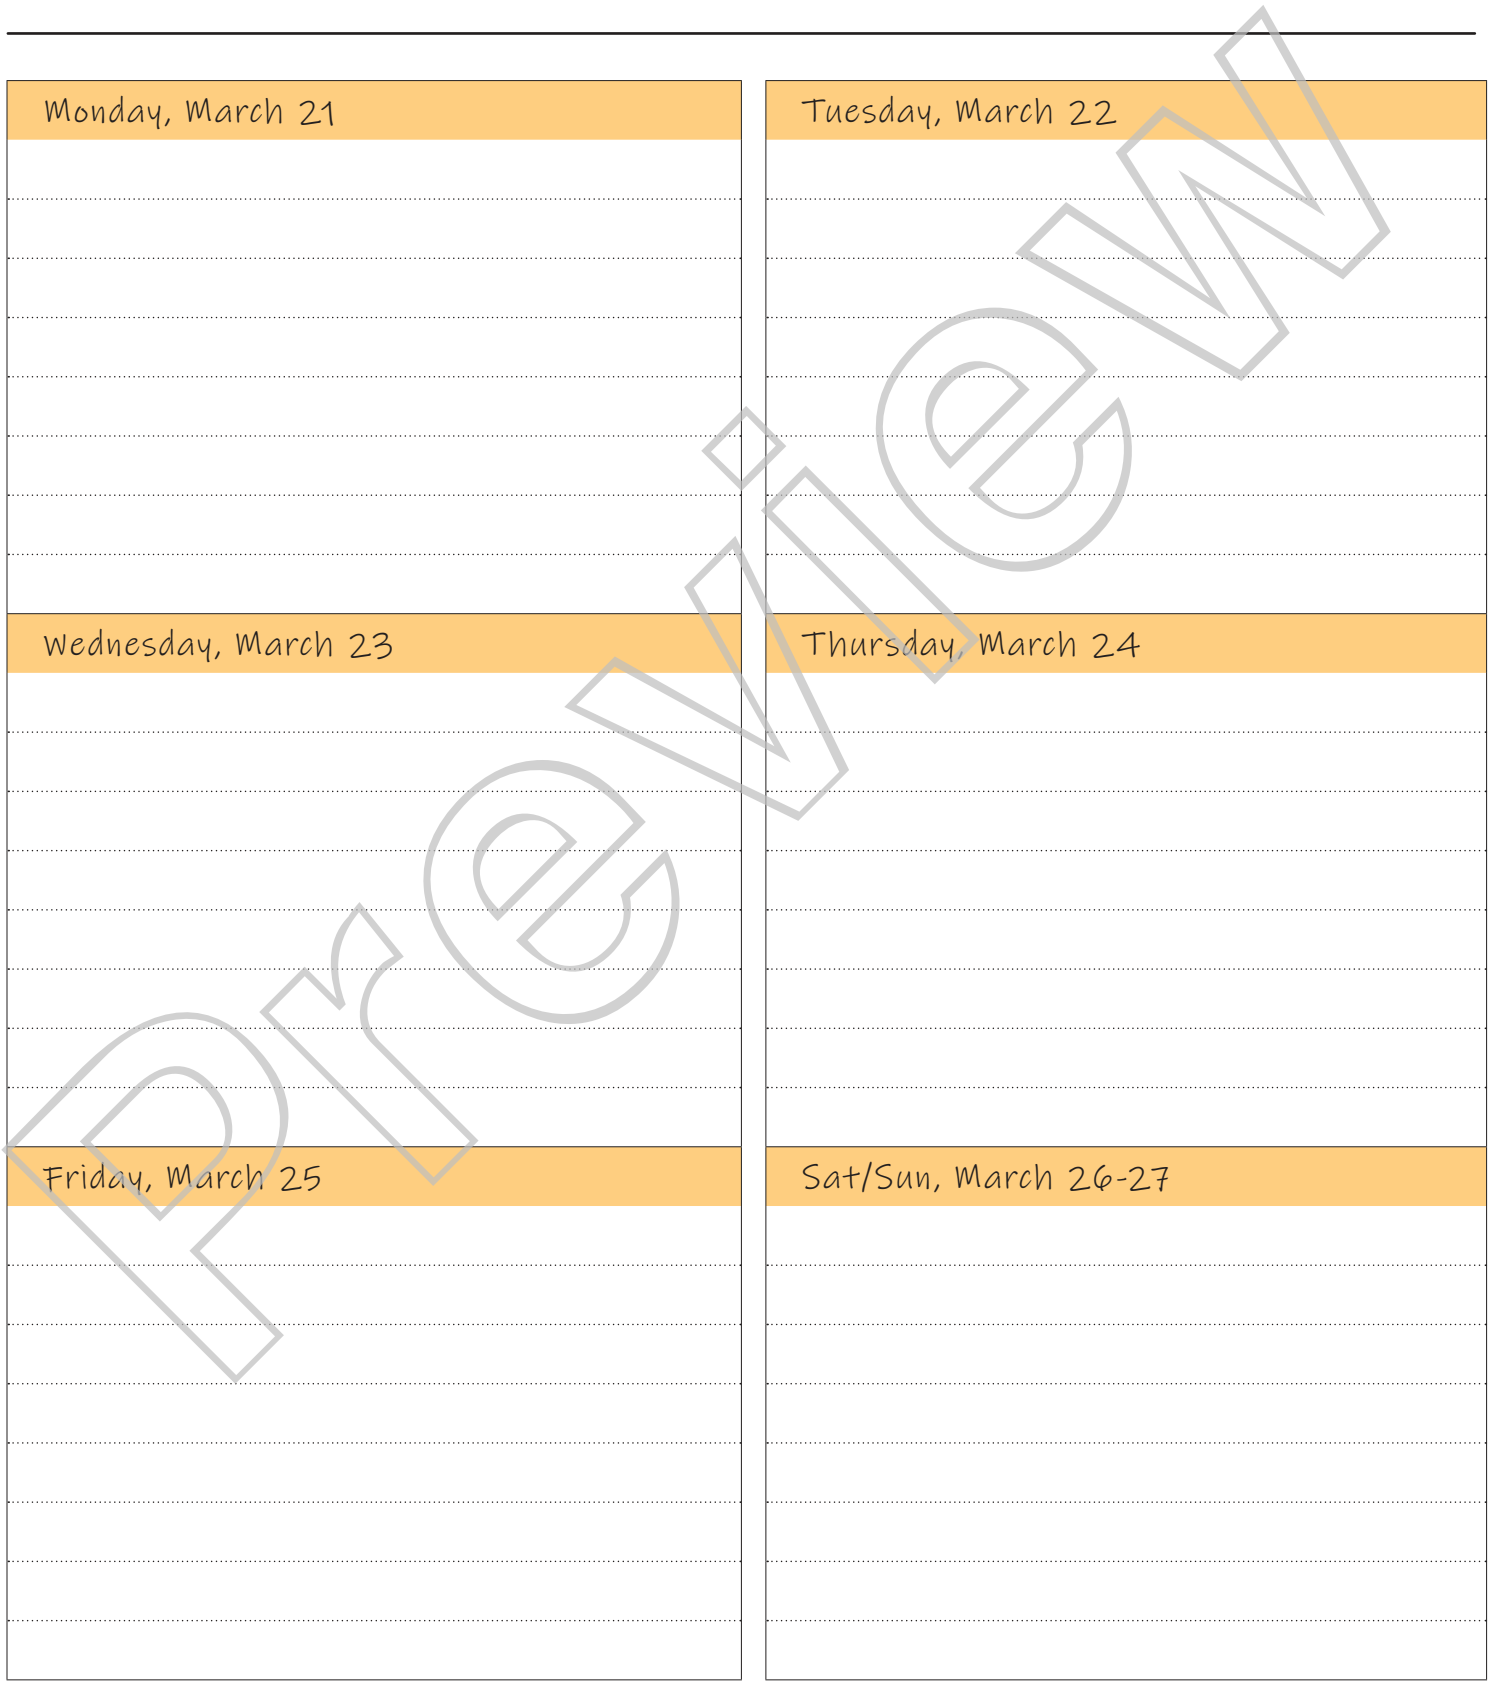 Monday, March 21
Tuesday, March 22
Wednesday, March 23
Thursday, March 24
Friday, March 25
Sat/Sun, March 26-27
Preview